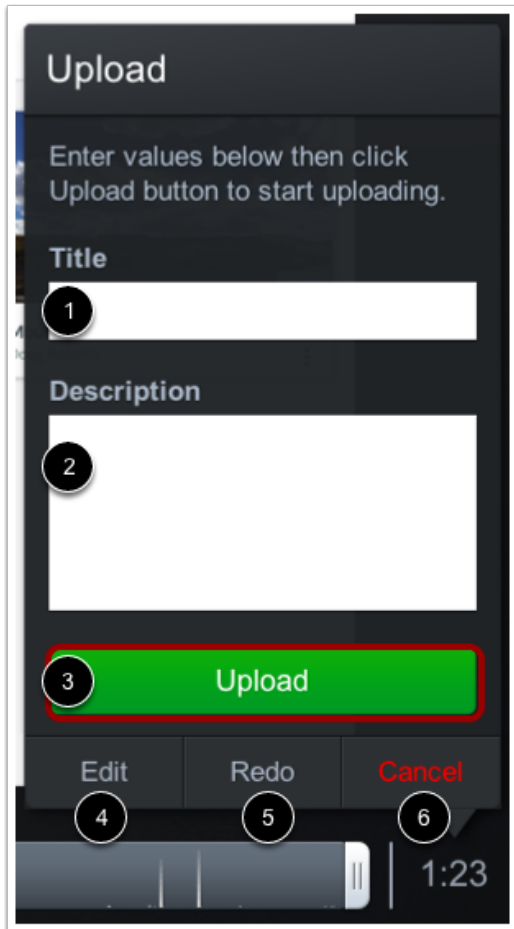 Upload
Enter values below then click
Upload button to start uploading.
Title
1
Description
2
3 Upload
Edit Redo Cancel
4 5 6
1:23